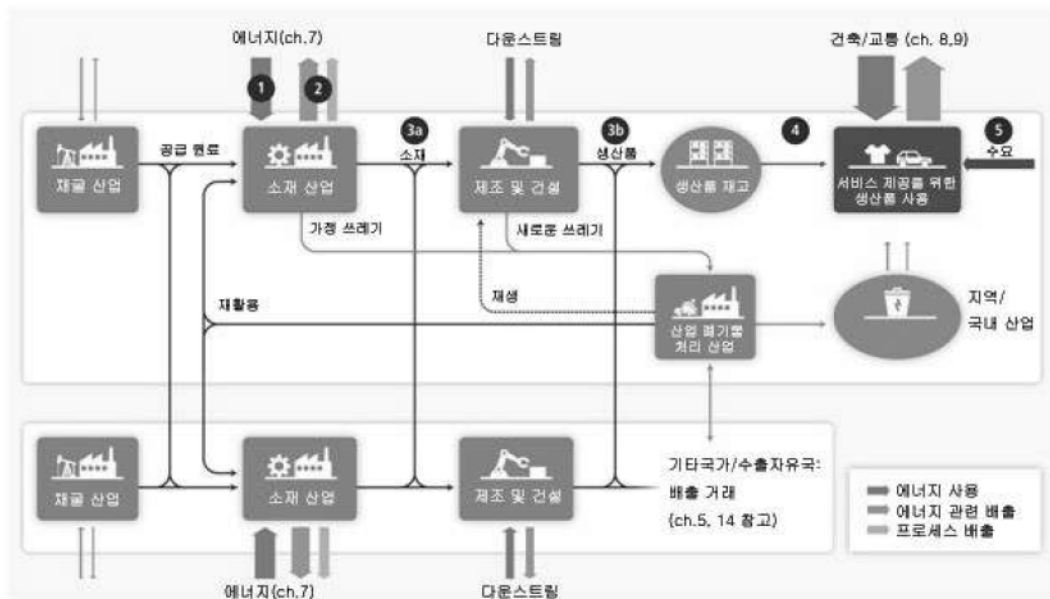 에너지(ch.7)
다운스트림
건축/교통 (ch. 8,9)
1
2
3a
3b
4
5
공급 원료
소재
생산품
수요
채굴 산업
소재 산업
제조 및 건설
생산품 재고
서비스 제공를 위한
생산품 사용
가정 쓰레기
새로운 쓰레기
재활용
재생
산업 폐기물
처리 산업
지역/
국내 산업
채굴 산업
소재 산업
제조 및 건설
기타국가/수출자유국:
배출 거래
(ch.5, 14 참고)
에너지 사용
에너지 관련 배출
프로세스 배출
에너지(ch.7)
다운스트림